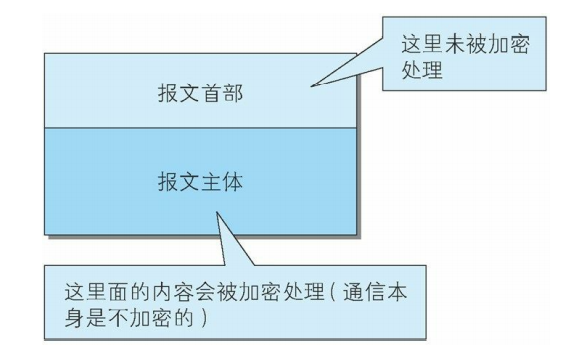 这里未被加密
处理
报文首部
报文主体
这里面的内容会被加密处理（通信本
身是不加密的）